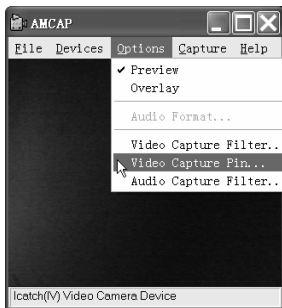 AMCAP
File Devices Options Capture Help
✔ Preview
Overlay
Audio Format...
Video Capture Filter..
Video Capture Pin...
Audio Capture Filter..
Icatch(IV) Video Camera Device